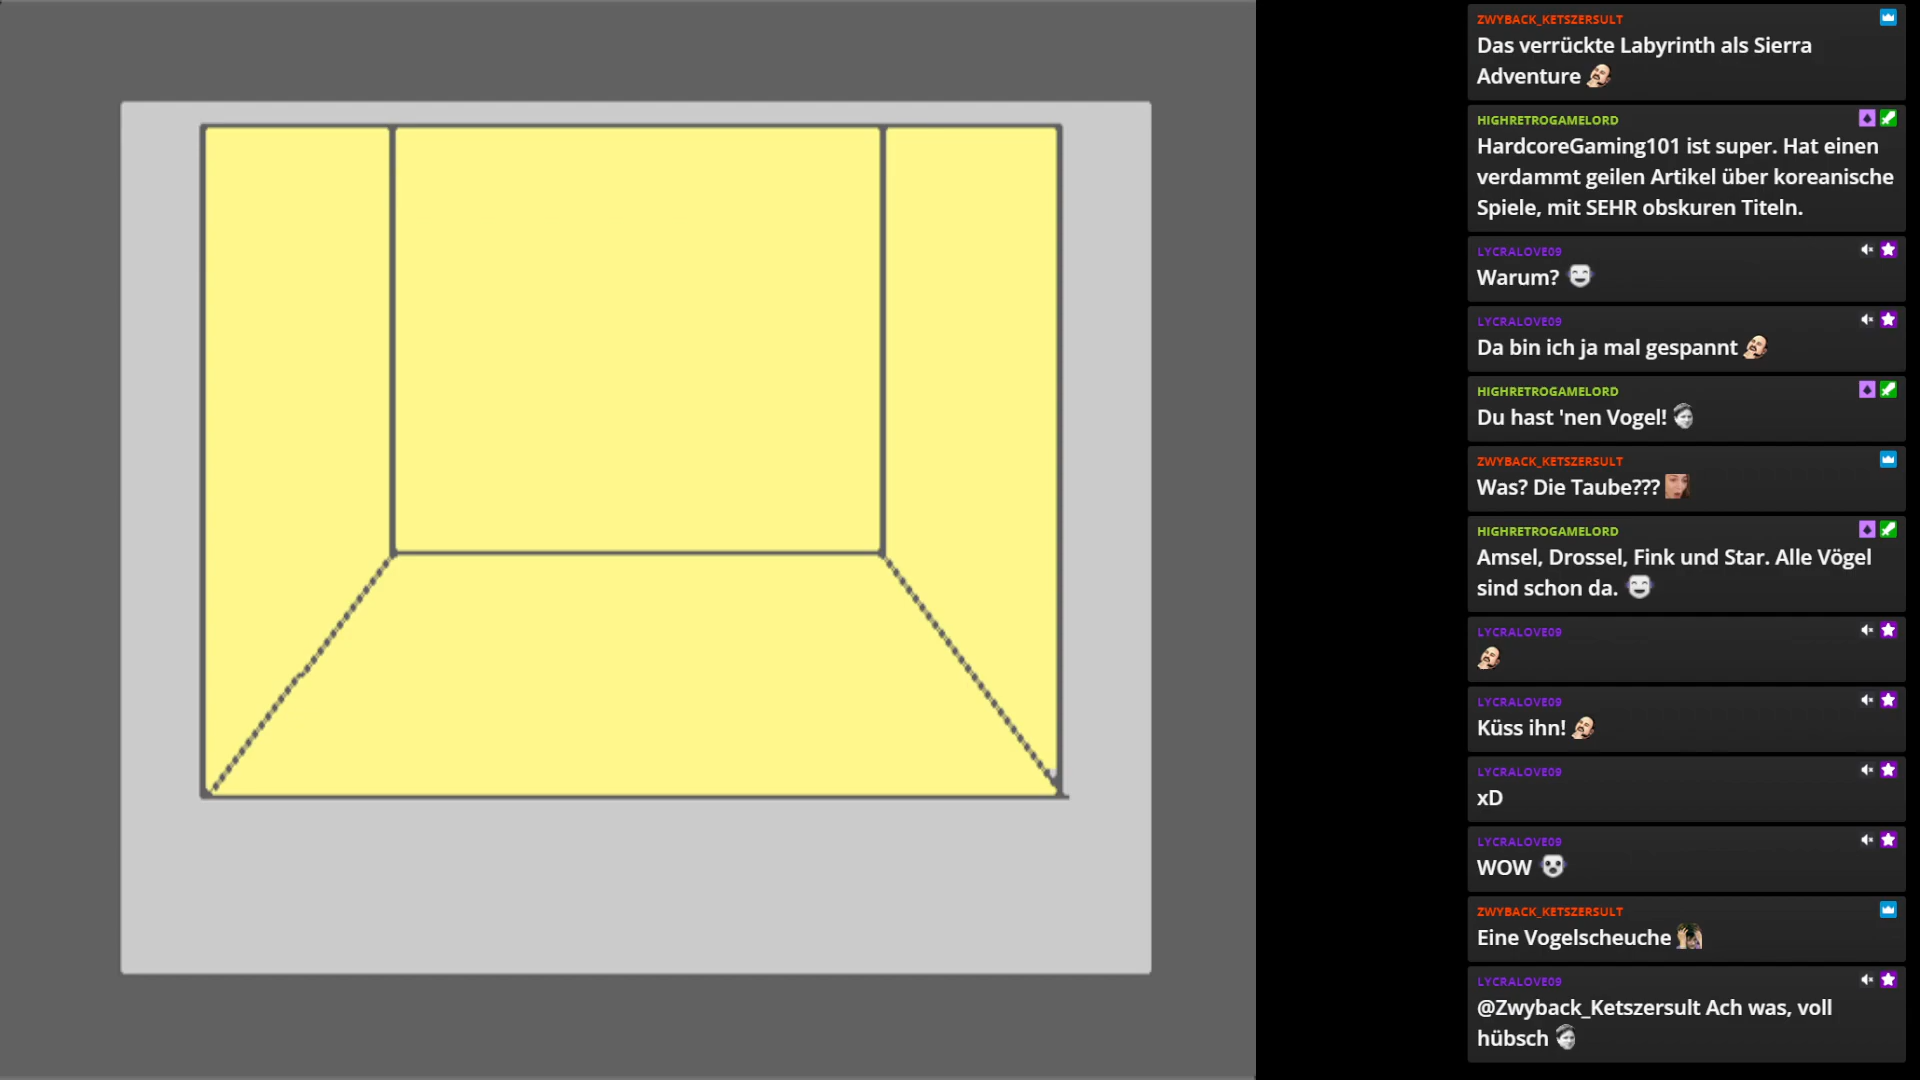 ZWYBACK_KETSZERSULT
Das verrückte Labyrinth als Sierra
Adventure
HIGHRETROGAMELORD
HardcoreGaming101 ist super. Hat einen
verdammt geilen Artikel über koreanische
Spiele, mit SEHR obskuren Titeln.
LYCRALOVE09
Warum?
LYCRALOVE09
Da bin ich ja mal gespannt
HIGHRETROGAMELORD
Du hast 'nen Vogel!
ZWYBACK_KETSZERSULT
Was? Die Taube???
HIGHRETROGAMELORD
Amsel, Drossel, Fink und Star. Alle Vögel
sind schon da.
LYCRALOVE09
LYCRALOVE09
Küss ihn!
LYCRALOVE09
xD
LYCRALOVE09
WOW
ZWYBACK_KETSZERSULT
Eine Vogelscheuche
LYCRALOVE09
@Zwyback_Ketszersult Ach was, voll
hübsch